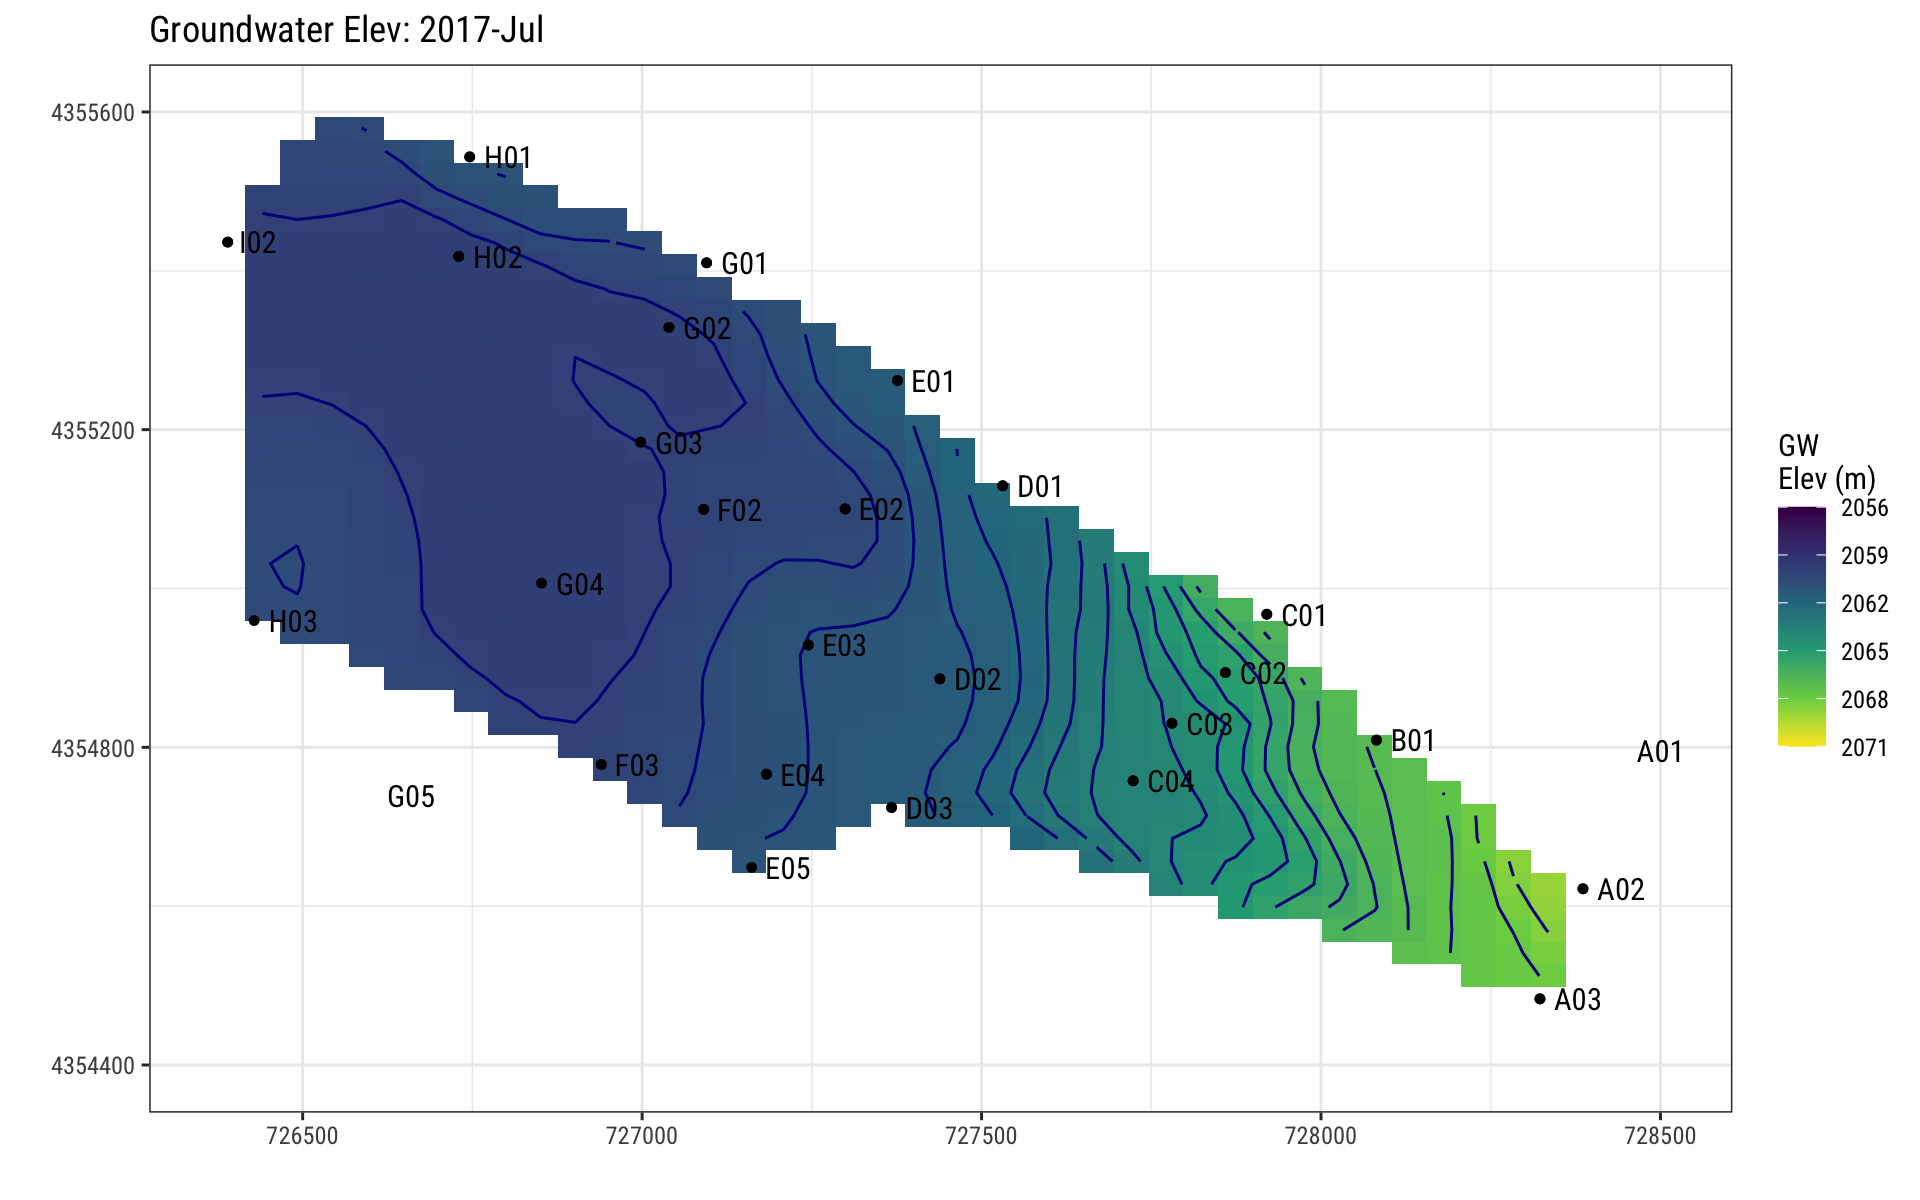 Groundwater Elev: 2017-Jul
4355600
H01
I02
H02
G01
G02
E01
4355200
G03
D01
F02
E02
G04
C01
H03
E03
C02
D02
C03
B01
4354800
A01
F03
E04
C04
G05
D03
E05
A02
A03
4354400
726500
727000
727500
728000
728500
GW
Elev (m)
2056
2059
2062
2065
2068
2071